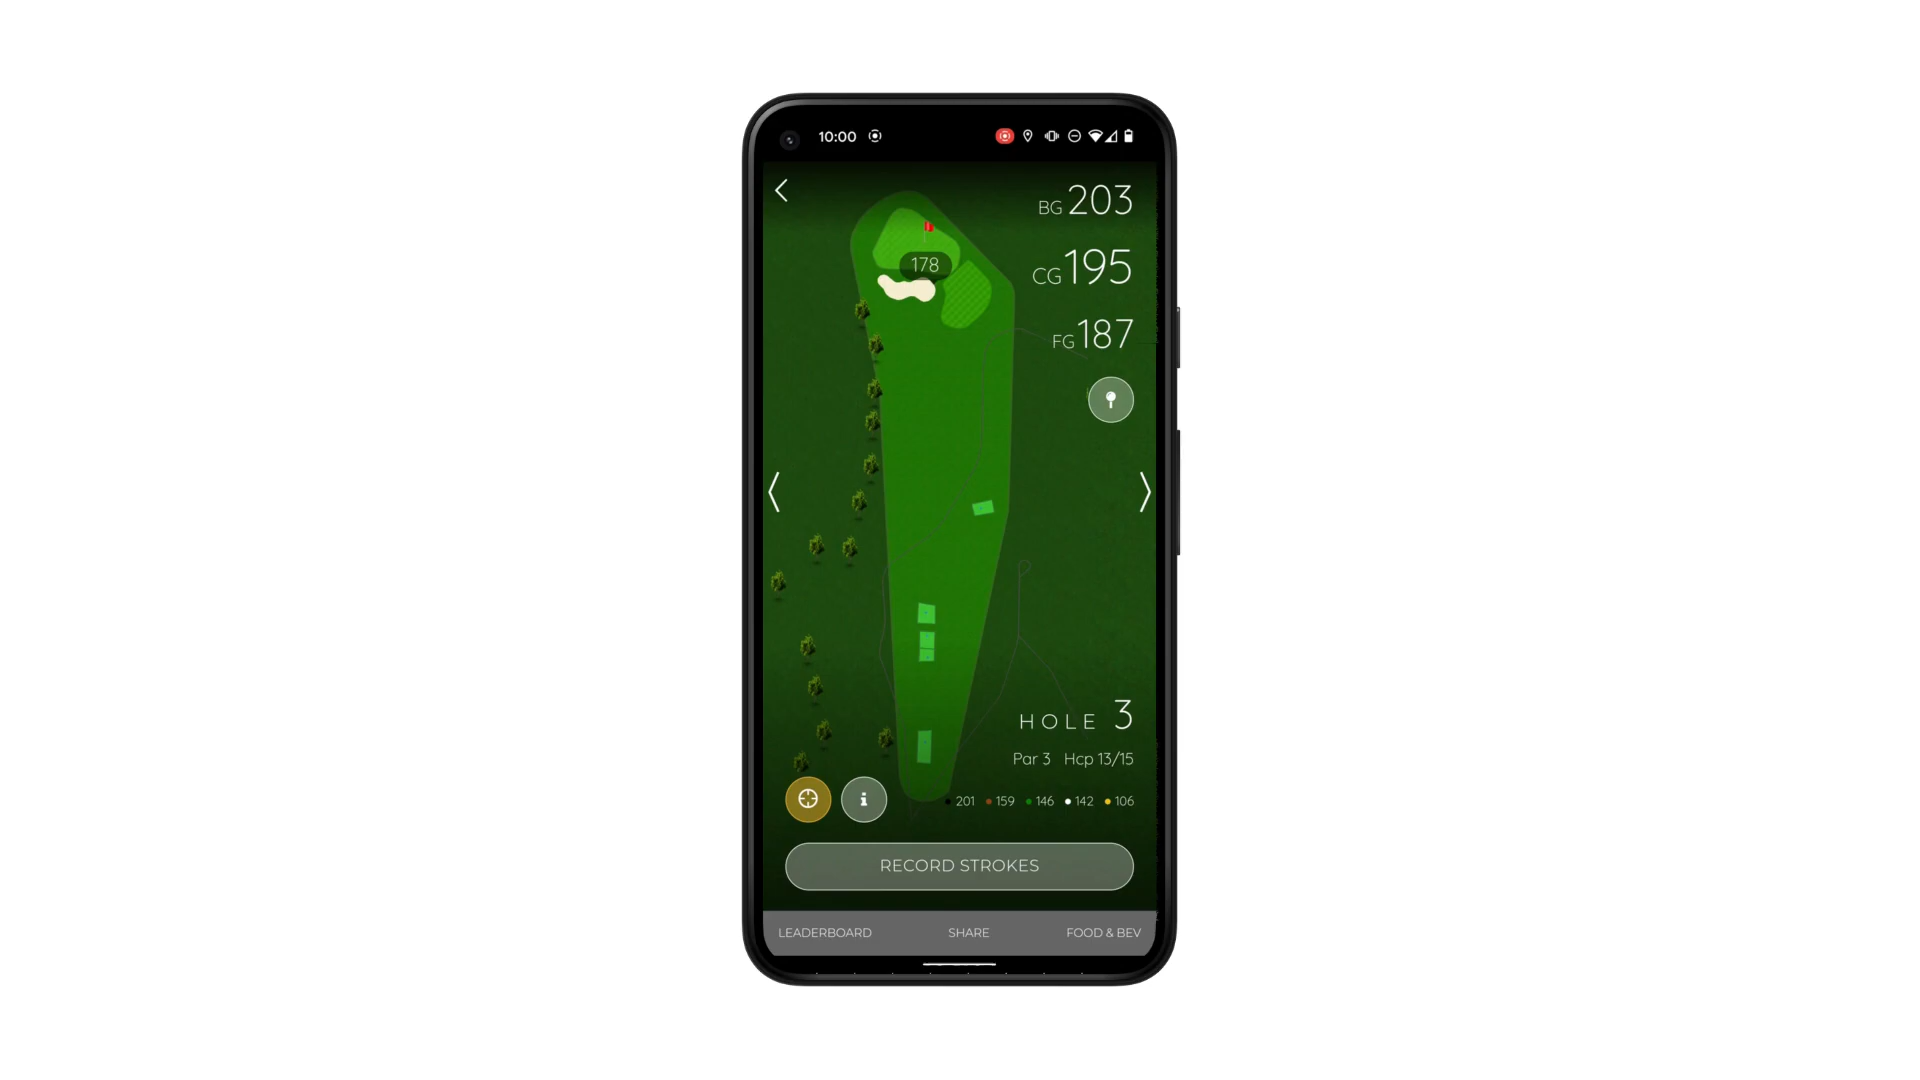 10:00
BG 203
178
CG 195
FG 187
HOLE 3
Par 3 Hcp 13/15
201 159 146 142 106
RECORD STROKES
LEADERBOARD SHARE FOOD & BEV